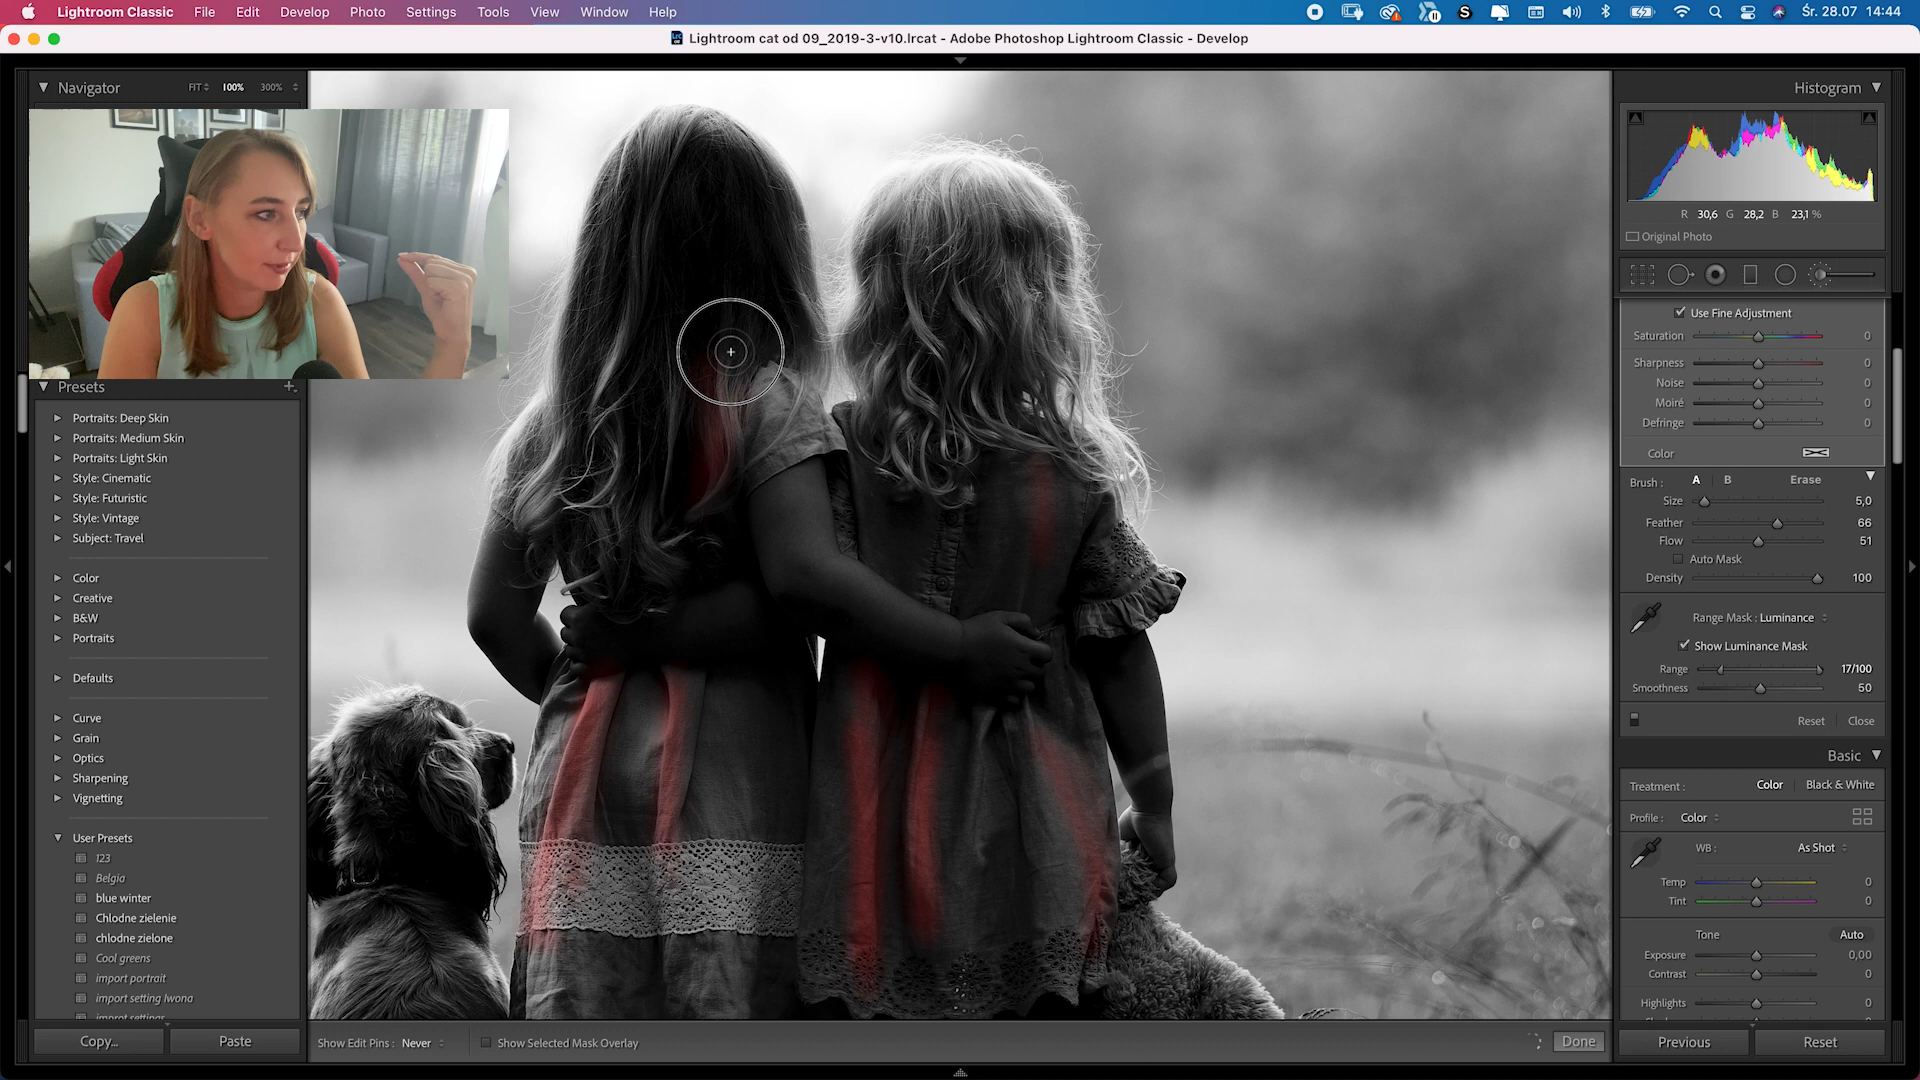 Lightroom Classic File Edit Develop Photo Settings Tools View Window Help Śr. 28.07 14:44
Lightroom cat od 09_2019-3-v10.lrcat - Adobe Photoshop Lightroom Classic - Develop
Navigator FIT 100% 300%
Presets
Portraits: Deep Skin
Portraits: Medium Skin
Portraits: Light Skin
Style: Cinematic
Style: Futuristic
Style: Vintage
Subject: Travel
Color
Creative
B&W
Portraits
Defaults
Curve
Grain
Optics
Sharpening
Vignetting
User Presets
123
Belgia
blue winter
Chlodne zielenie
chlodne zielone
Cool greens
import portrait
import setting Iwona
improt settings
Copy... Paste
Show Edit Pins : Never Show Selected Mask Overlay Done
Histogram
R 30,6 G 28,2 B 23,1 %
Original Photo
Use Fine Adjustment
Saturation 0
Sharpness 0
Noise 0
Moiré 0
Defringe 0
Color
Brush : A B Erase
Size 5,0
Feather 66
Flow 51
Auto Mask
Density 100
Range Mask : Luminance
Show Luminance Mask
Range 17/100
Smoothness 50
Reset Close
Basic
Treatment : Color Black & White
Profile : Color
WB : As Shot
Temp 0
Tint 0
Tone Auto
Exposure 0,00
Contrast 0
Highlights 0
Previous Reset